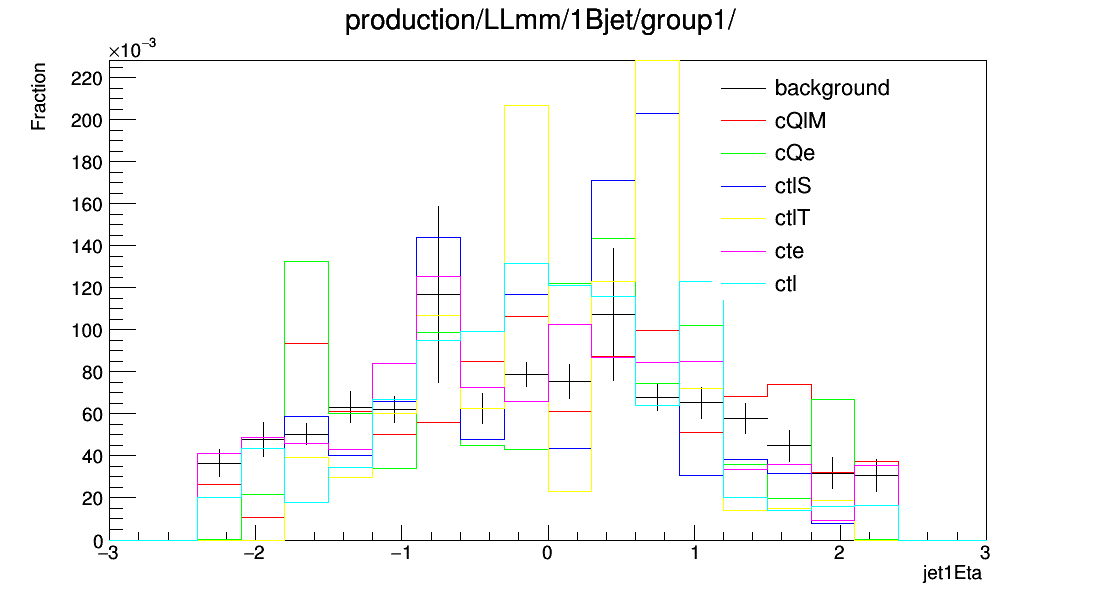 production/LLmm/1Bjet/group1/
×10⁻³
Fraction
220
200
180
160
140
120
100
80
60
40
20
0
−3
−2
−1
0
1
2
3
jet1Eta
background
cQlM
cQe
ctlS
ctlT
cte
ctl